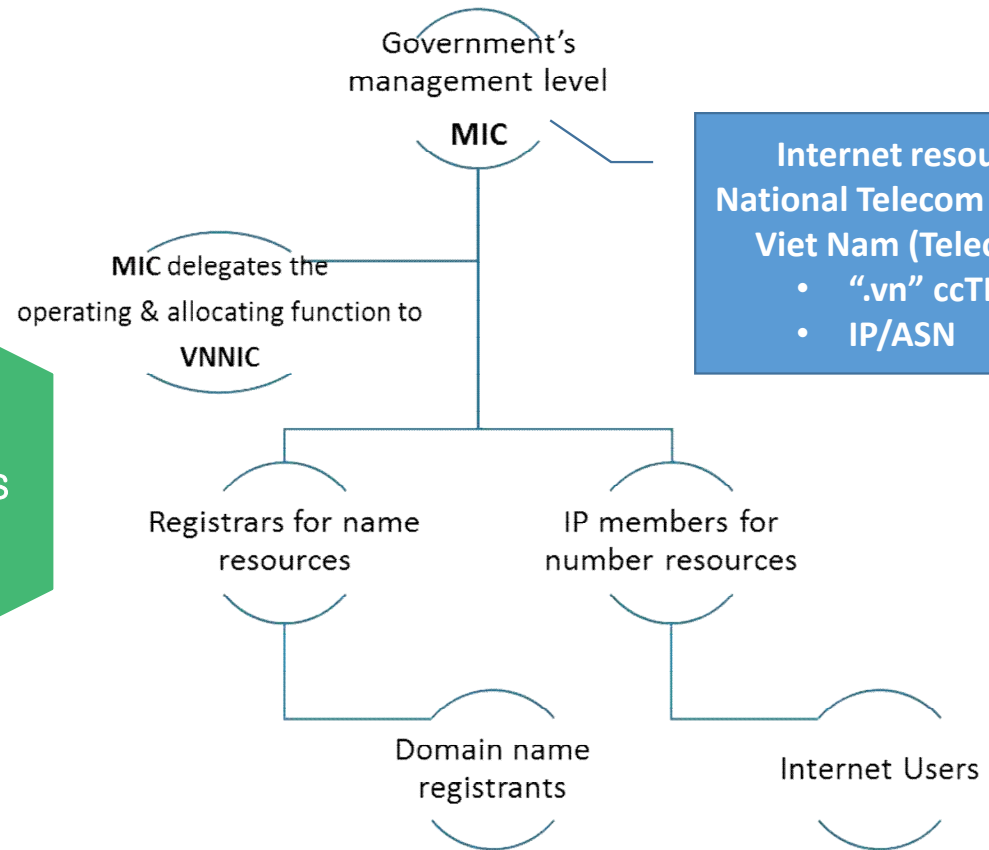 Government's
management level
MIC
Internet
National Telecom
Viet Nam
• ".vn"
• IP/ASN
MIC delegates the
operating & allocating function to
VNNIC
Registrars for name
resources
IP members for
number resources
Domain name
registrants
Internet Users